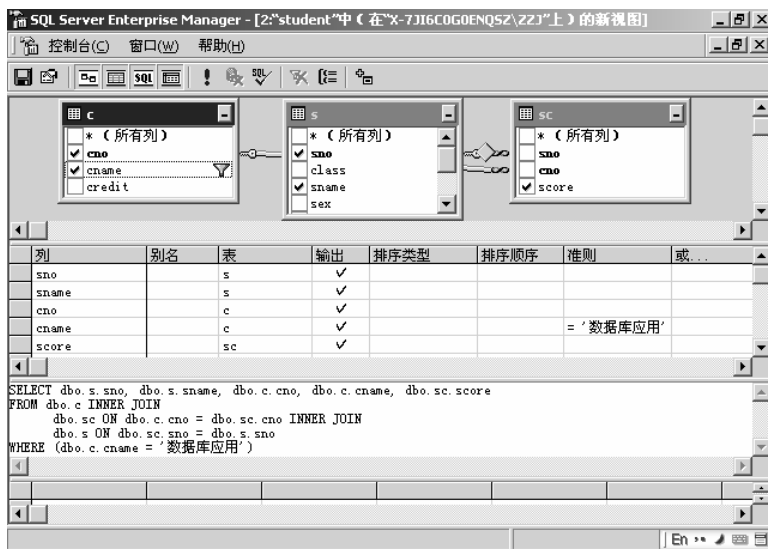 SQL Server Enterprise Manager - [2:"student"中（在"X-7JI6C0G0ENQSZ\ZZJ"上）的新视图]
控制台(C) 窗口(W) 帮助(H)
SQL SQL
c
* (所有列)
cno
cname
credit
s
* (所有列)
sno
class
sname
sex
sc
* (所有列)
sno
cno
score
列 别名 表 输出 排序类型 排序顺序 准则 或...
sno s
sname s
cno c
cname c = '数据库应用'
score sc
SELECT dbo.s.sno, dbo.s.sname, dbo.c.cno, dbo.c.cname, dbo.sc.score
FROM dbo.c INNER JOIN
dbo.sc ON dbo.c.cno = dbo.sc.cno INNER JOIN
dbo.s ON dbo.sc.sno = dbo.s.sno
WHERE (dbo.c.cname = '数据库应用')
En